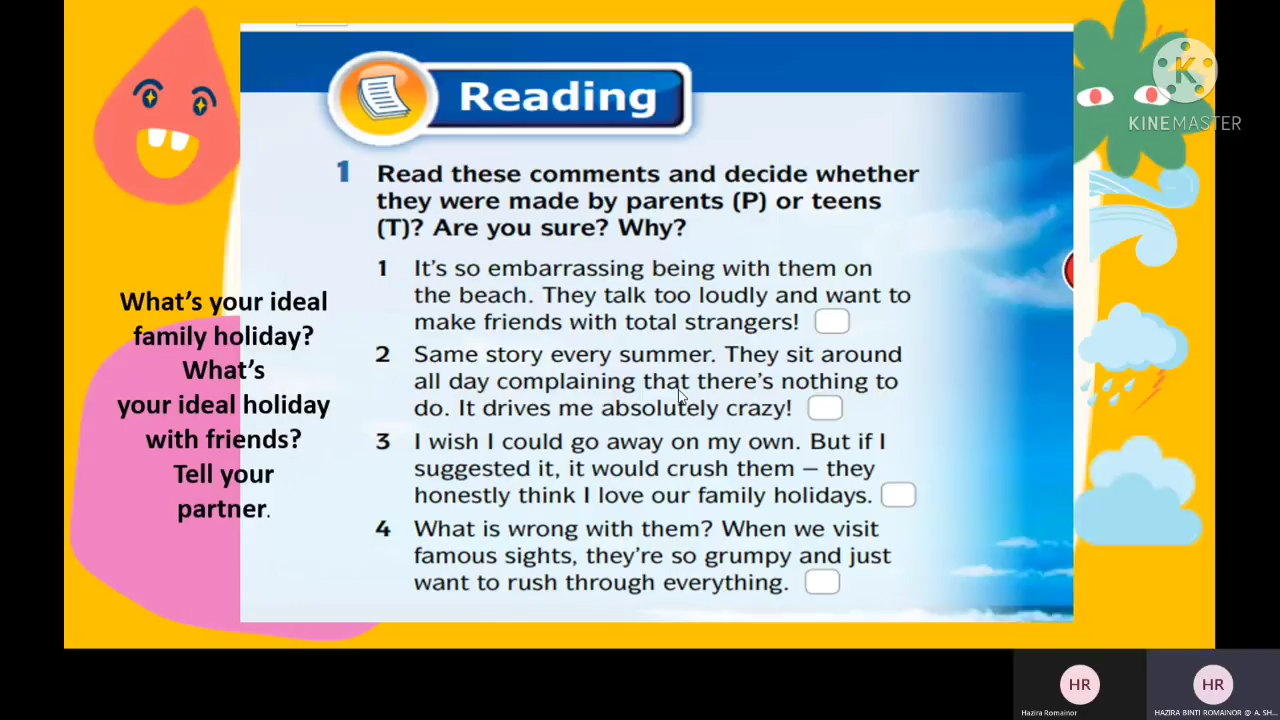 K
KINEMASTER
Reading
1 Read these comments and decide whether
they were made by parents (P) or teens
(T)? Are you sure? Why?
1 It's so embarrassing being with them on
the beach. They talk too loudly and want to
make friends with total strangers!
2 Same story every summer. They sit around
all day complaining that there's nothing to
do. It drives me absolutely crazy!
3 I wish I could go away on my own. But if I
suggested it, it would crush them – they
honestly think I love our family holidays.
4 What is wrong with them? When we visit
famous sights, they're so grumpy and just
want to rush through everything.
What's your ideal
family holiday?
What's
your ideal holiday
with friends?
Tell your
partner.
HR
Hazira Romainor
HR
HAZIRA BINTI ROMAINOR @ A. SH...